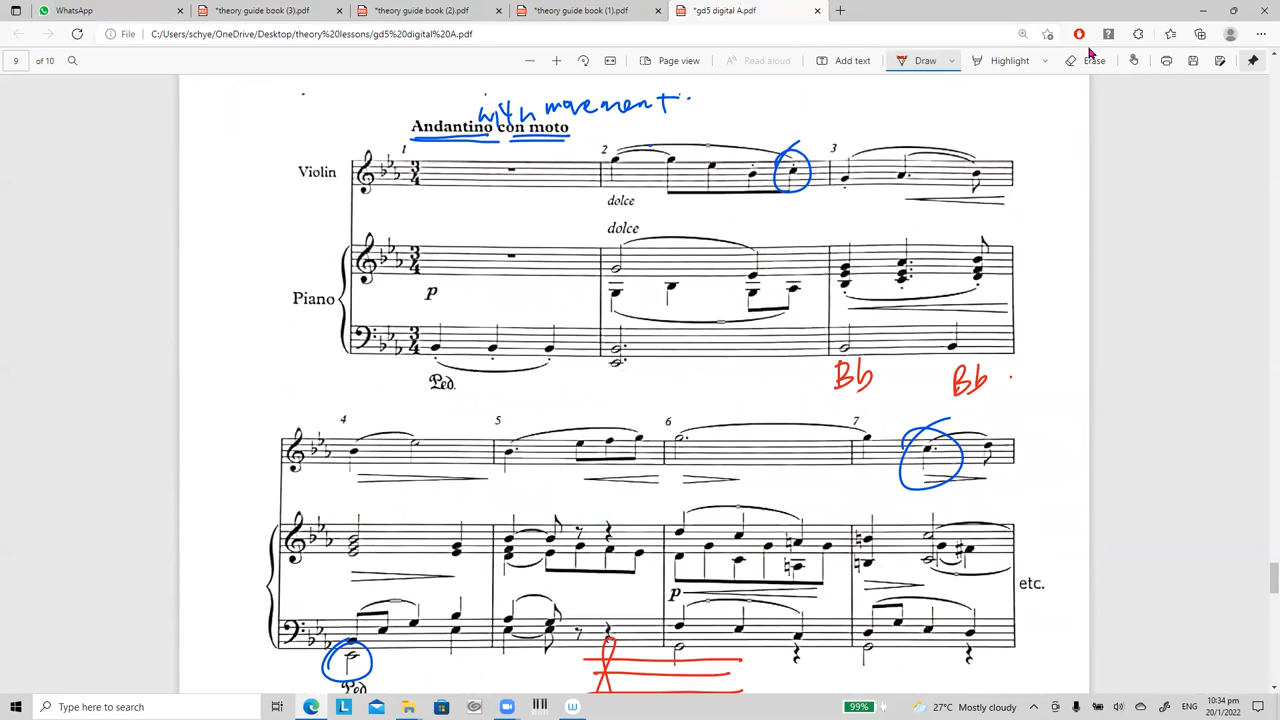 WhatsApp
*theory guide book (3).pdf
*theory guide book (2).pdf
*theory guide book (1).pdf
*gd5 digital A.pdf
File
C:/Users/schye/OneDrive/Desktop/theory%20lessons/gd5%20digital%20A.pdf
9 of 10
Page view
Read aloud
Add text
Draw
Highlight
Erase
with movement.
Andantino con moto
1
2
3
Violin
dolce
dolce
Piano
p
Ped.
Bb Bb
4
5
6
7
p
etc.
Ped.
Type here to search
99%
27°C Mostly cloudy
10:34 pm
20/1/2022